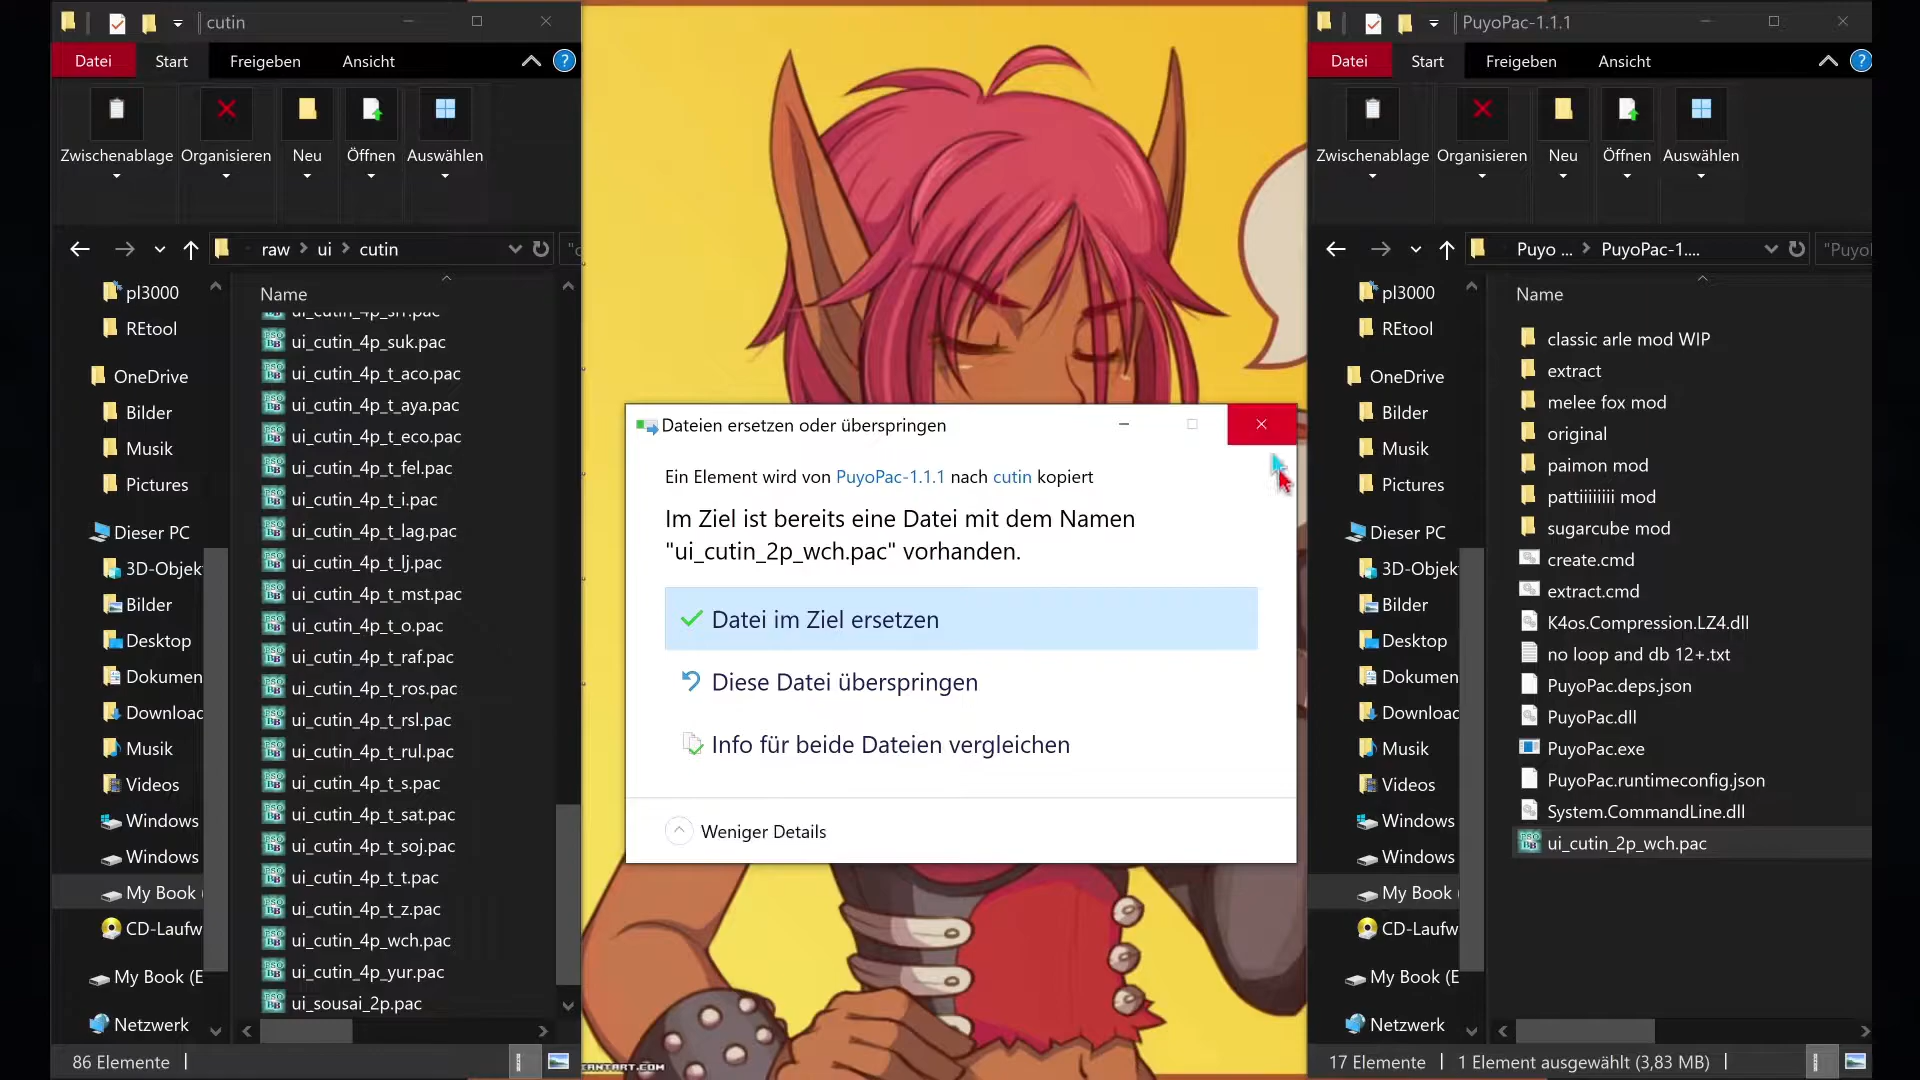 cutin
Datei
Start
Freigeben
Ansicht
Zwischenablage
Organisieren
Neu
Öffnen
Auswählen
raw
ui
cutin
pl3000
REtool
OneDrive
Bilder
Musik
Pictures
Dieser PC
3D-Objek
Bilder
Desktop
Dokumen
Download
Musik
Videos
Windows
Windows
My Book (
CD-Laufw
My Book (E
Netzwerk
Name
ui_cutin_4p_suk.pac
ui_cutin_4p_t_aco.pac
ui_cutin_4p_t_aya.pac
ui_cutin_4p_t_eco.pac
ui_cutin_4p_t_fel.pac
ui_cutin_4p_t_i.pac
ui_cutin_4p_t_lag.pac
ui_cutin_4p_t_lj.pac
ui_cutin_4p_t_mst.pac
ui_cutin_4p_t_o.pac
ui_cutin_4p_t_raf.pac
ui_cutin_4p_t_ros.pac
ui_cutin_4p_t_rsl.pac
ui_cutin_4p_t_rul.pac
ui_cutin_4p_t_s.pac
ui_cutin_4p_t_sat.pac
ui_cutin_4p_t_soj.pac
ui_cutin_4p_t_t.pac
ui_cutin_4p_t_z.pac
ui_cutin_4p_wch.pac
ui_cutin_4p_yur.pac
ui_sousai_2p.pac
86 Elemente
Dateien ersetzen oder überspringen
Ein Element wird von PuyoPac-1.1.1 nach cutin kopiert
Im Ziel ist bereits eine Datei mit dem Namen
"ui_cutin_2p_wch.pac" vorhanden.
Datei im Ziel ersetzen
Diese Datei überspringen
Info für beide Dateien vergleichen
Weniger Details
PuyoPac-1.1.1
Datei
Start
Freigeben
Ansicht
Zwischenablage
Organisieren
Neu
Öffnen
Auswählen
Puyo ...
PuyoPac-1....
"Puyo
pl3000
REtool
OneDrive
Bilder
Musik
Pictures
Dieser PC
3D-Objek
Bilder
Desktop
Dokumen
Download
Musik
Videos
Windows
Windows
My Book (
CD-Laufw
My Book (E
Netzwerk
Name
classic arle mod WIP
extract
melee fox mod
original
paimon mod
pattiiiiiiii mod
sugarcube mod
create.cmd
extract.cmd
K4os.Compression.LZ4.dll
no loop and db 12+.txt
PuyoPac.deps.json
PuyoPac.dll
PuyoPac.exe
PuyoPac.runtimeconfig.json
System.CommandLine.dll
ui_cutin_2p_wch.pac
17 Elemente
1 Element ausgewählt (3,83 MB)